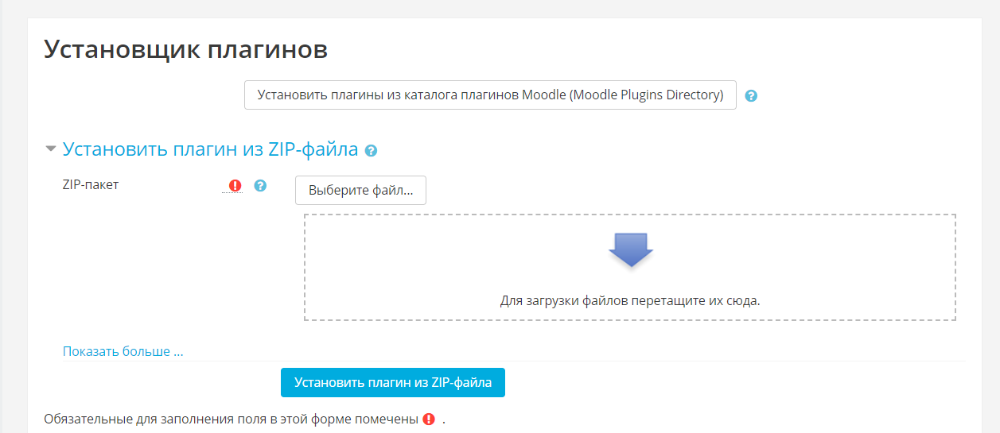 Установщик плагинов
Установить плагины из каталога плагинов Moodle (Moodle Plugins Directory)
Установить плагин из ZIP-файла
ZIP-пакет
Выберите файл...
Для загрузки файлов перетащите их сюда.
Показать больше ...
Установить плагин из ZIP-файла
Обязательные для заполнения поля в этой форме помечены .